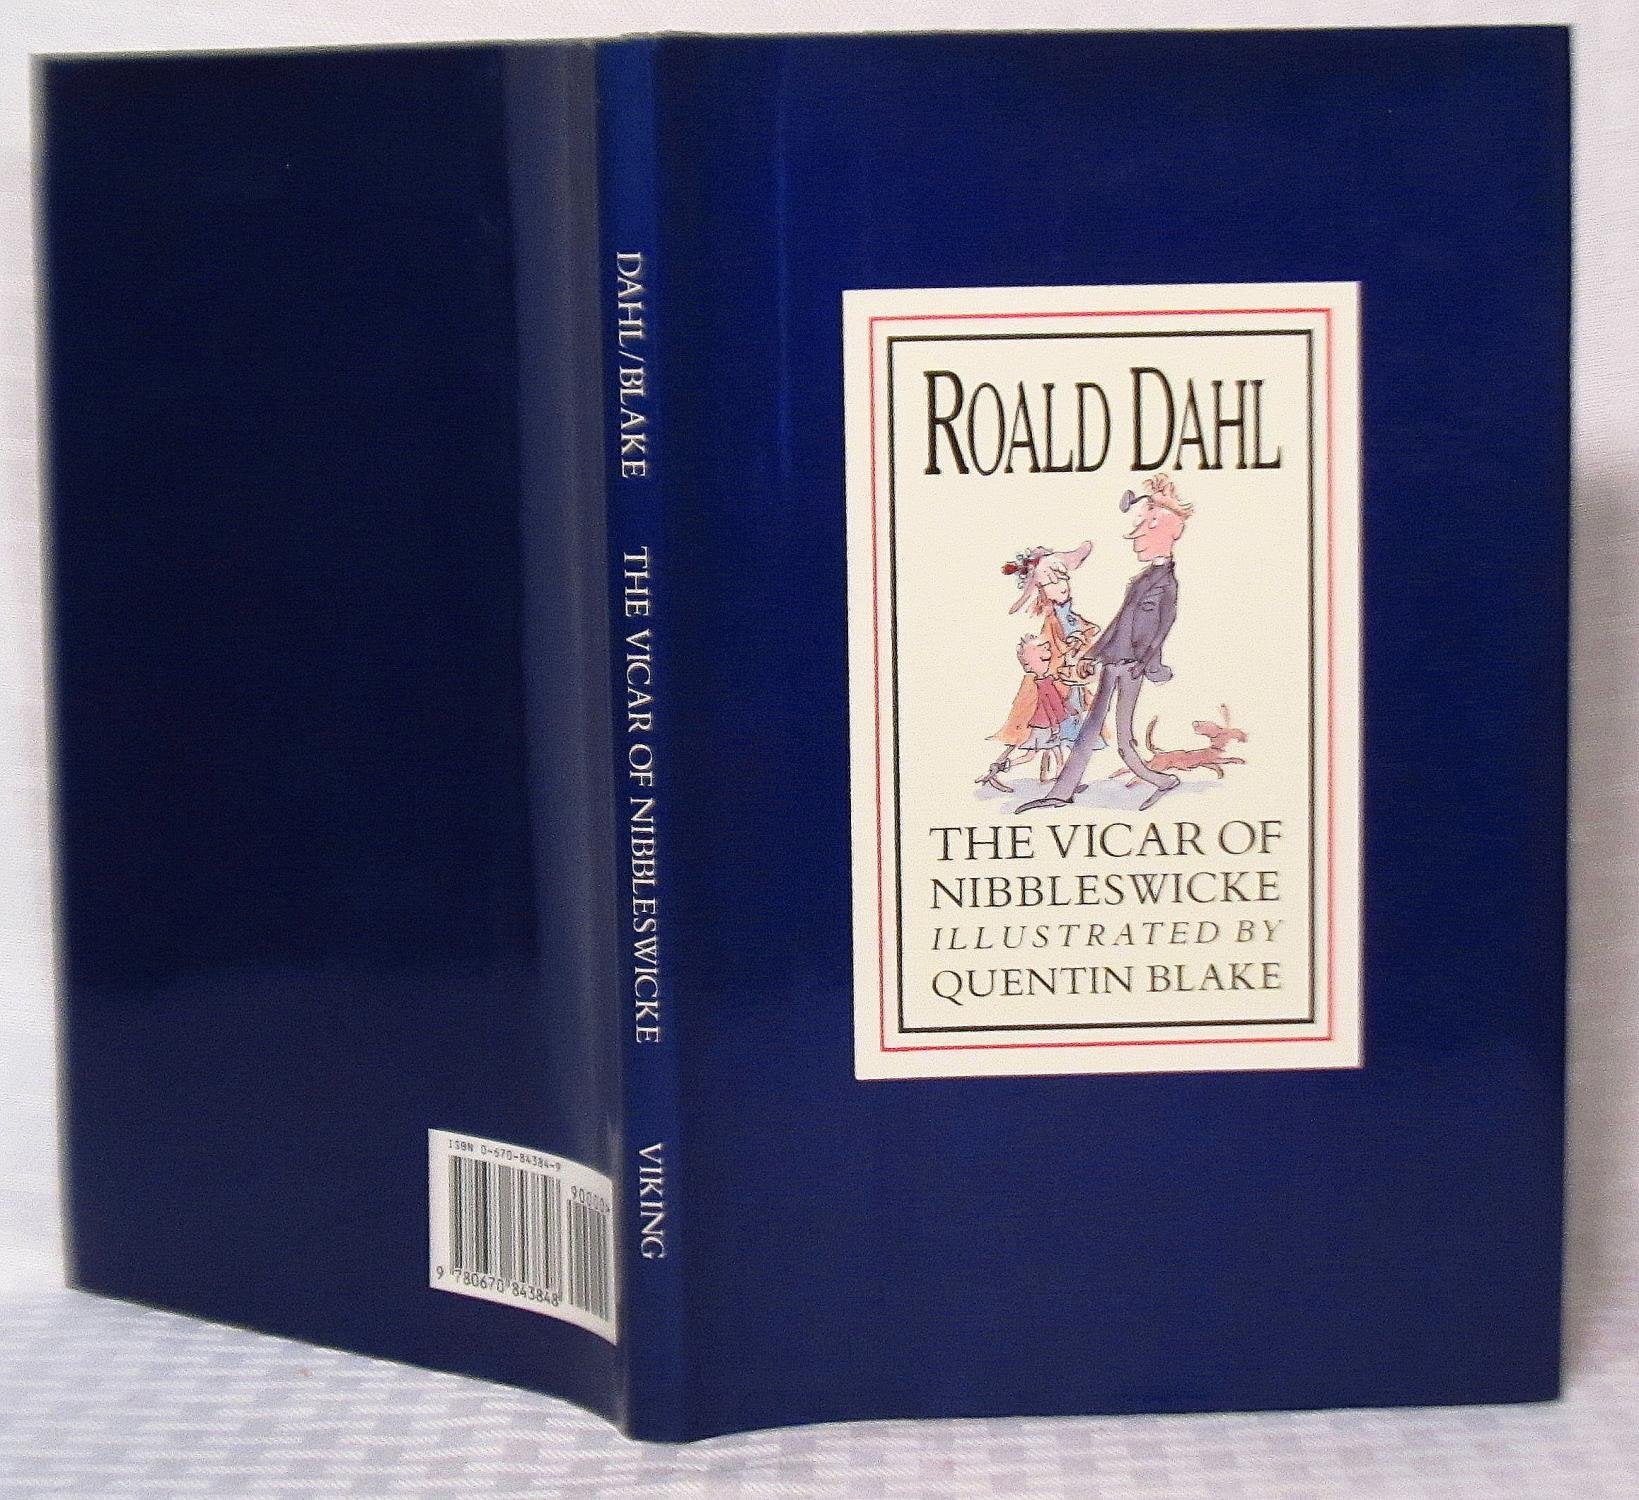 ROALD DAHL
THE VICAR OF
NIBBLESWICKE
ILLUSTRATED BY
QUENTIN BLAKE
DAHL/BLAKE THE VICAR OF NIBBLESWICKE VIKING
ISBN 0-670-84384-9
90000>
9 780670 843848